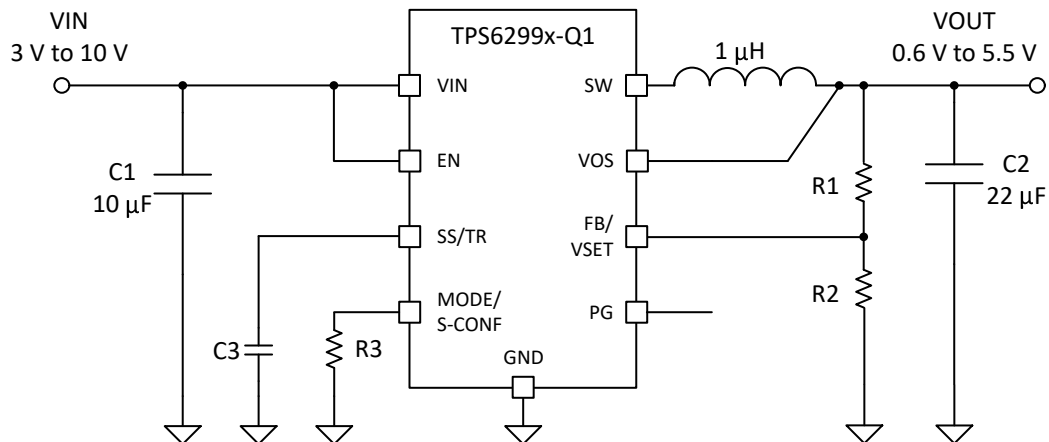 VIN
3 V to 10 V
TPS6299x-Q1
VOUT
0.6 V to 5.5 V
1 µH
VIN
SW
EN
VOS
C1
10 µF
R1
C2
22 µF
SS/TR
FB/
VSET
MODE/
S-CONF
PG
R2
C3
R3
GND